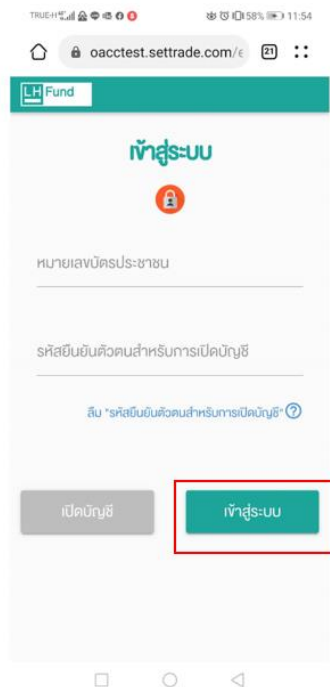 TRUE-H 58% 11:54
oacctest.settrade.com/e 21
LH Fund
เข้าสู่ระบบ
หมายเลขบัตรประชาชน
รหัสยืนยันตัวตนสำหรับการเปิดบัญชี
ลืม "รหัสยืนยันตัวตนสำหรับการเปิดบัญชี" ?
เปิดบัญชี เข้าสู่ระบบ